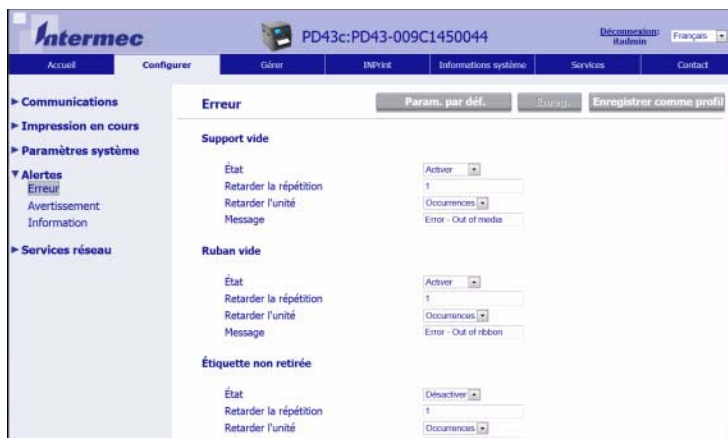 Intermec
PD43c:PD43-009C1450044
Déconnexion:
itadmin
Français
Accueil
Configurer
Gérer
INPrint
Informations système
Services
Contact
Communications
Impression en cours
Paramètres système
Alertes
Erreur
Avertissement
Information
Services réseau
Erreur
Param. par déf.
Enreg.
Enregistrer comme profil
Support vide
État
Activer
Retarder la répétition
1
Retarder l'unité
Occurrences
Message
Error - Out of media
Ruban vide
État
Activer
Retarder la répétition
1
Retarder l'unité
Occurrences
Message
Error - Out of ribbon
Étiquette non retirée
État
Désactiver
Retarder la répétition
1
Retarder l'unité
Occurrences